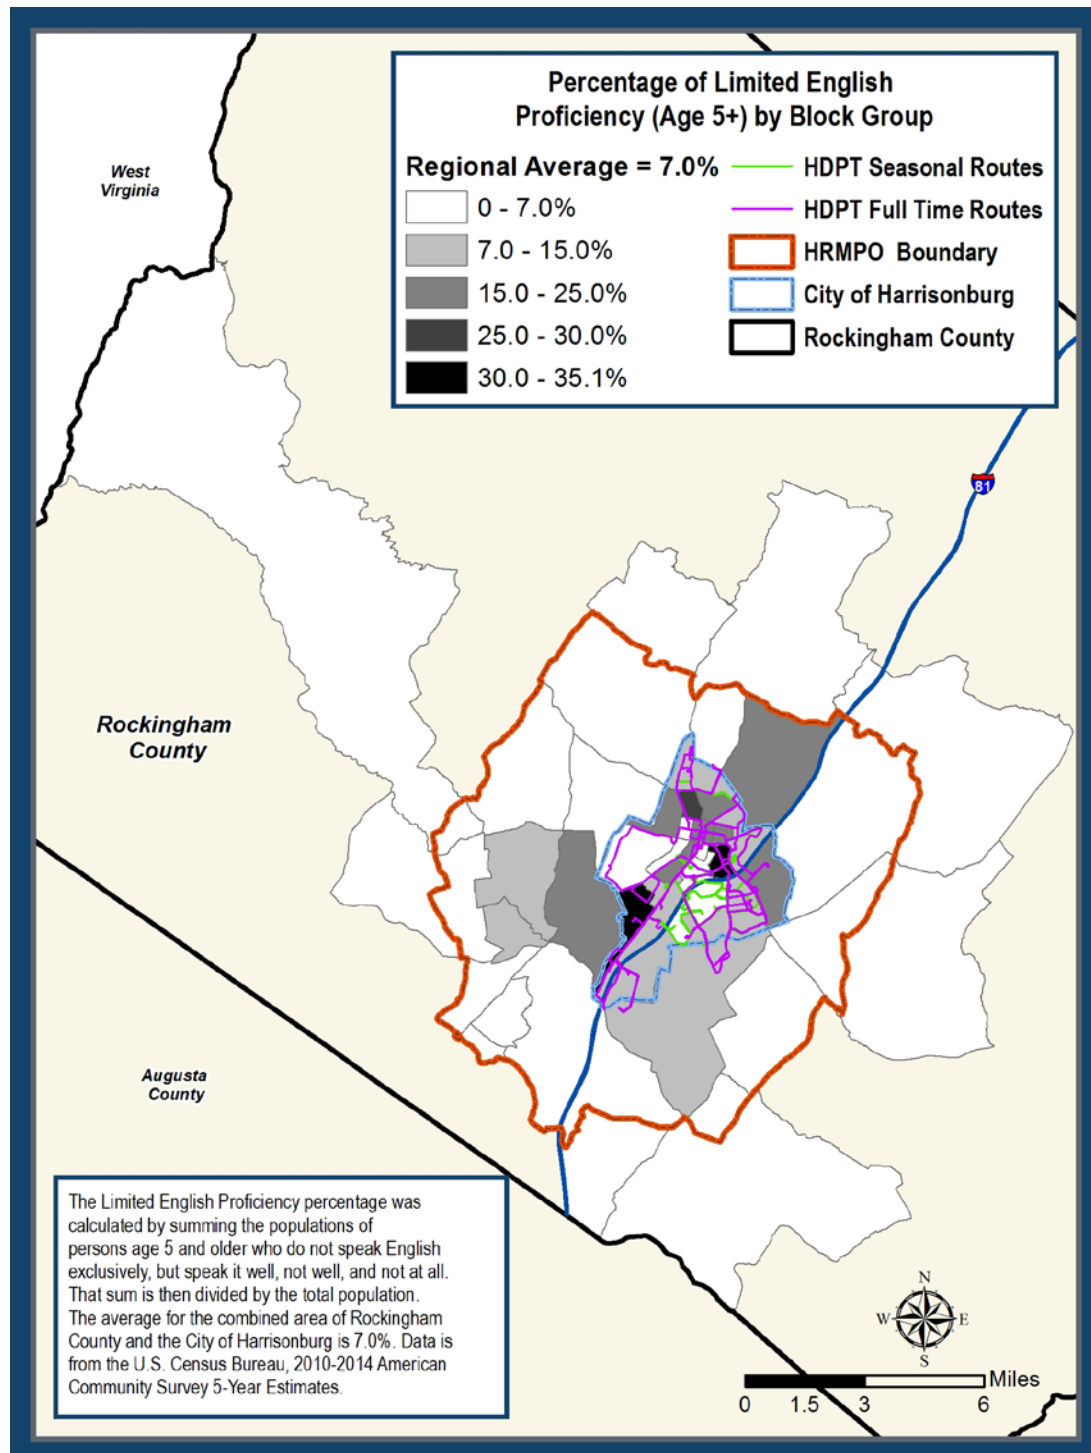 Percentage of Limited English
Proficiency (Age 5+) by Block Group
Regional Average = 7.0%
0 - 7.0%
7.0 - 15.0%
15.0 - 25.0%
25.0 - 30.0%
30.0 - 35.1%
HDPT Seasonal Routes
HDPT Full Time Routes
HRMPO Boundary
City of Harrisonburg
Rockingham County
West
Virginia
81
Rockingham
County
Augusta
County
The Limited English Proficiency percentage was
calculated by summing the populations of
persons age 5 and older who do not speak English
exclusively, but speak it well, not well, and not at all.
That sum is then divided by the total population.
The average for the combined area of Rockingham
County and the City of Harrisonburg is 7.0%. Data is
from the U.S. Census Bureau, 2010-2014 American
Community Survey 5-Year Estimates.
N
W E
S
Miles
0 1.5 3 6